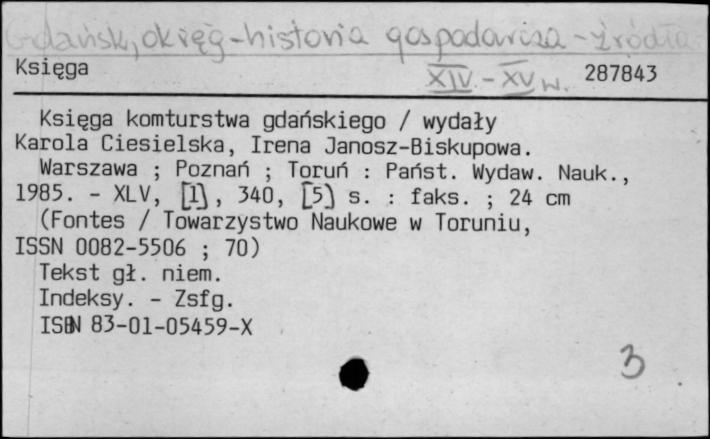 Gdańsk, okręg - historia gospodarcza - źródła
XIV - XV w.
Księga 287843
Księga komturstwa gdańskiego / wydały
Karola Ciesielska, Irena Janosz-Biskupowa.
Warszawa ; Poznań ; Toruń : Państ. Wydaw. Nauk.,
1985. - XLV, [1], 340, [5] s. : faks. ; 24 cm
(Fontes / Towarzystwo Naukowe w Toruniu,
ISSN 0082-5506 ; 70)
Tekst gł. niem.
Indeksy. - Zsfg.
ISBN 83-01-05459-X
3